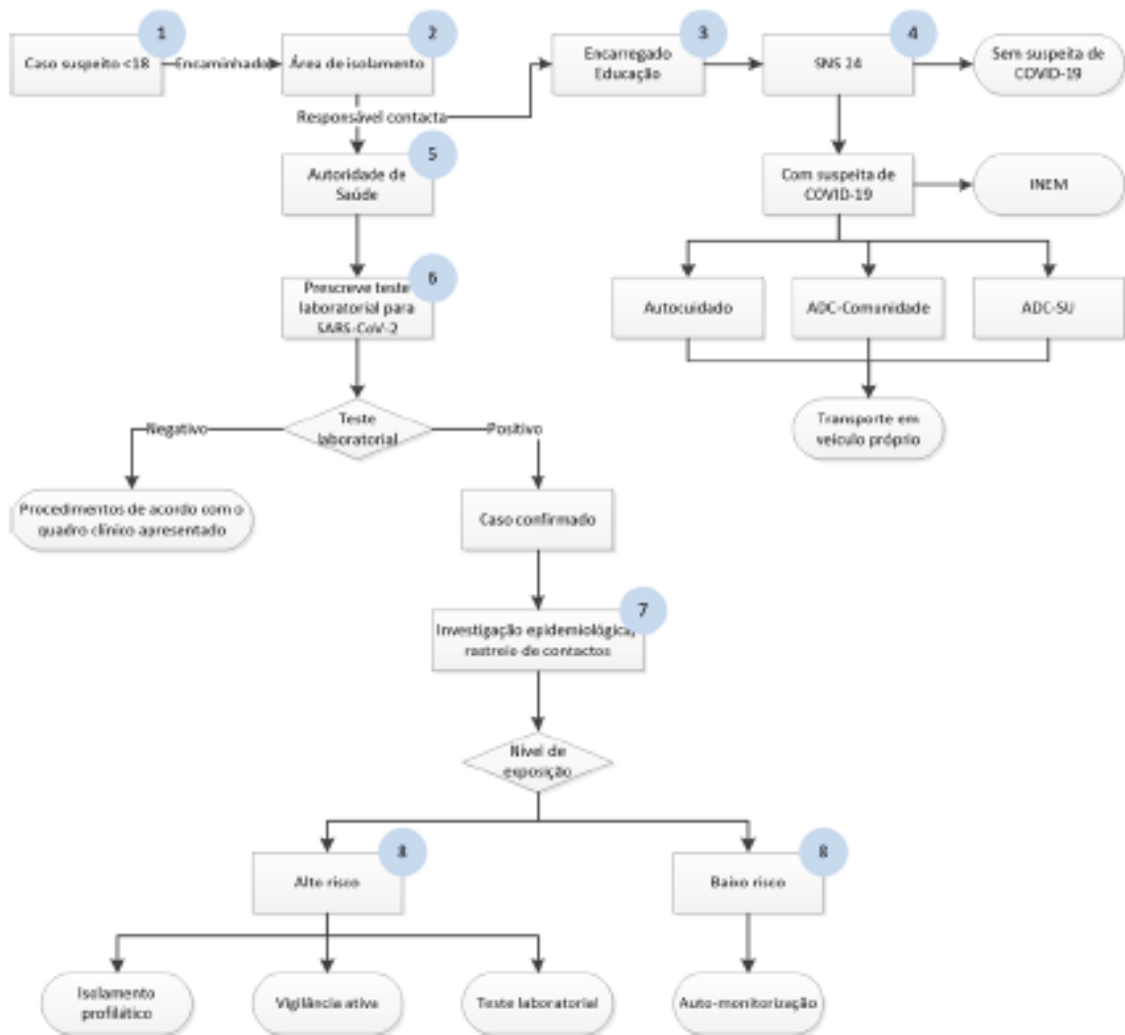 1
2
3
4
Caso suspeito <18
Encaminhado
Área de isolamento
Encarregado
Educação
SNS 24
Sem suspeita de
COVID-19
Responsável contacta
5
Autoridade de
Saúde
Com suspeita de
COVID-19
INEM
6
Prescreve teste
laboratorial para
SARS-CoV-2
Autocuidado
ADC-Comunidade
ADC-SU
Negativo
Teste
laboratorial
Positivo
Transporte em
veículo próprio
Procedimentos de acordo com o
quadro clínico apresentado
Caso confirmado
7
Investigação epidemiológica,
rastreio de contactos
Nível de
exposição
8
8
Alto risco
Baixo risco
Isolamento
profilático
Vigilância ativa
Teste laboratorial
Auto-monitorização